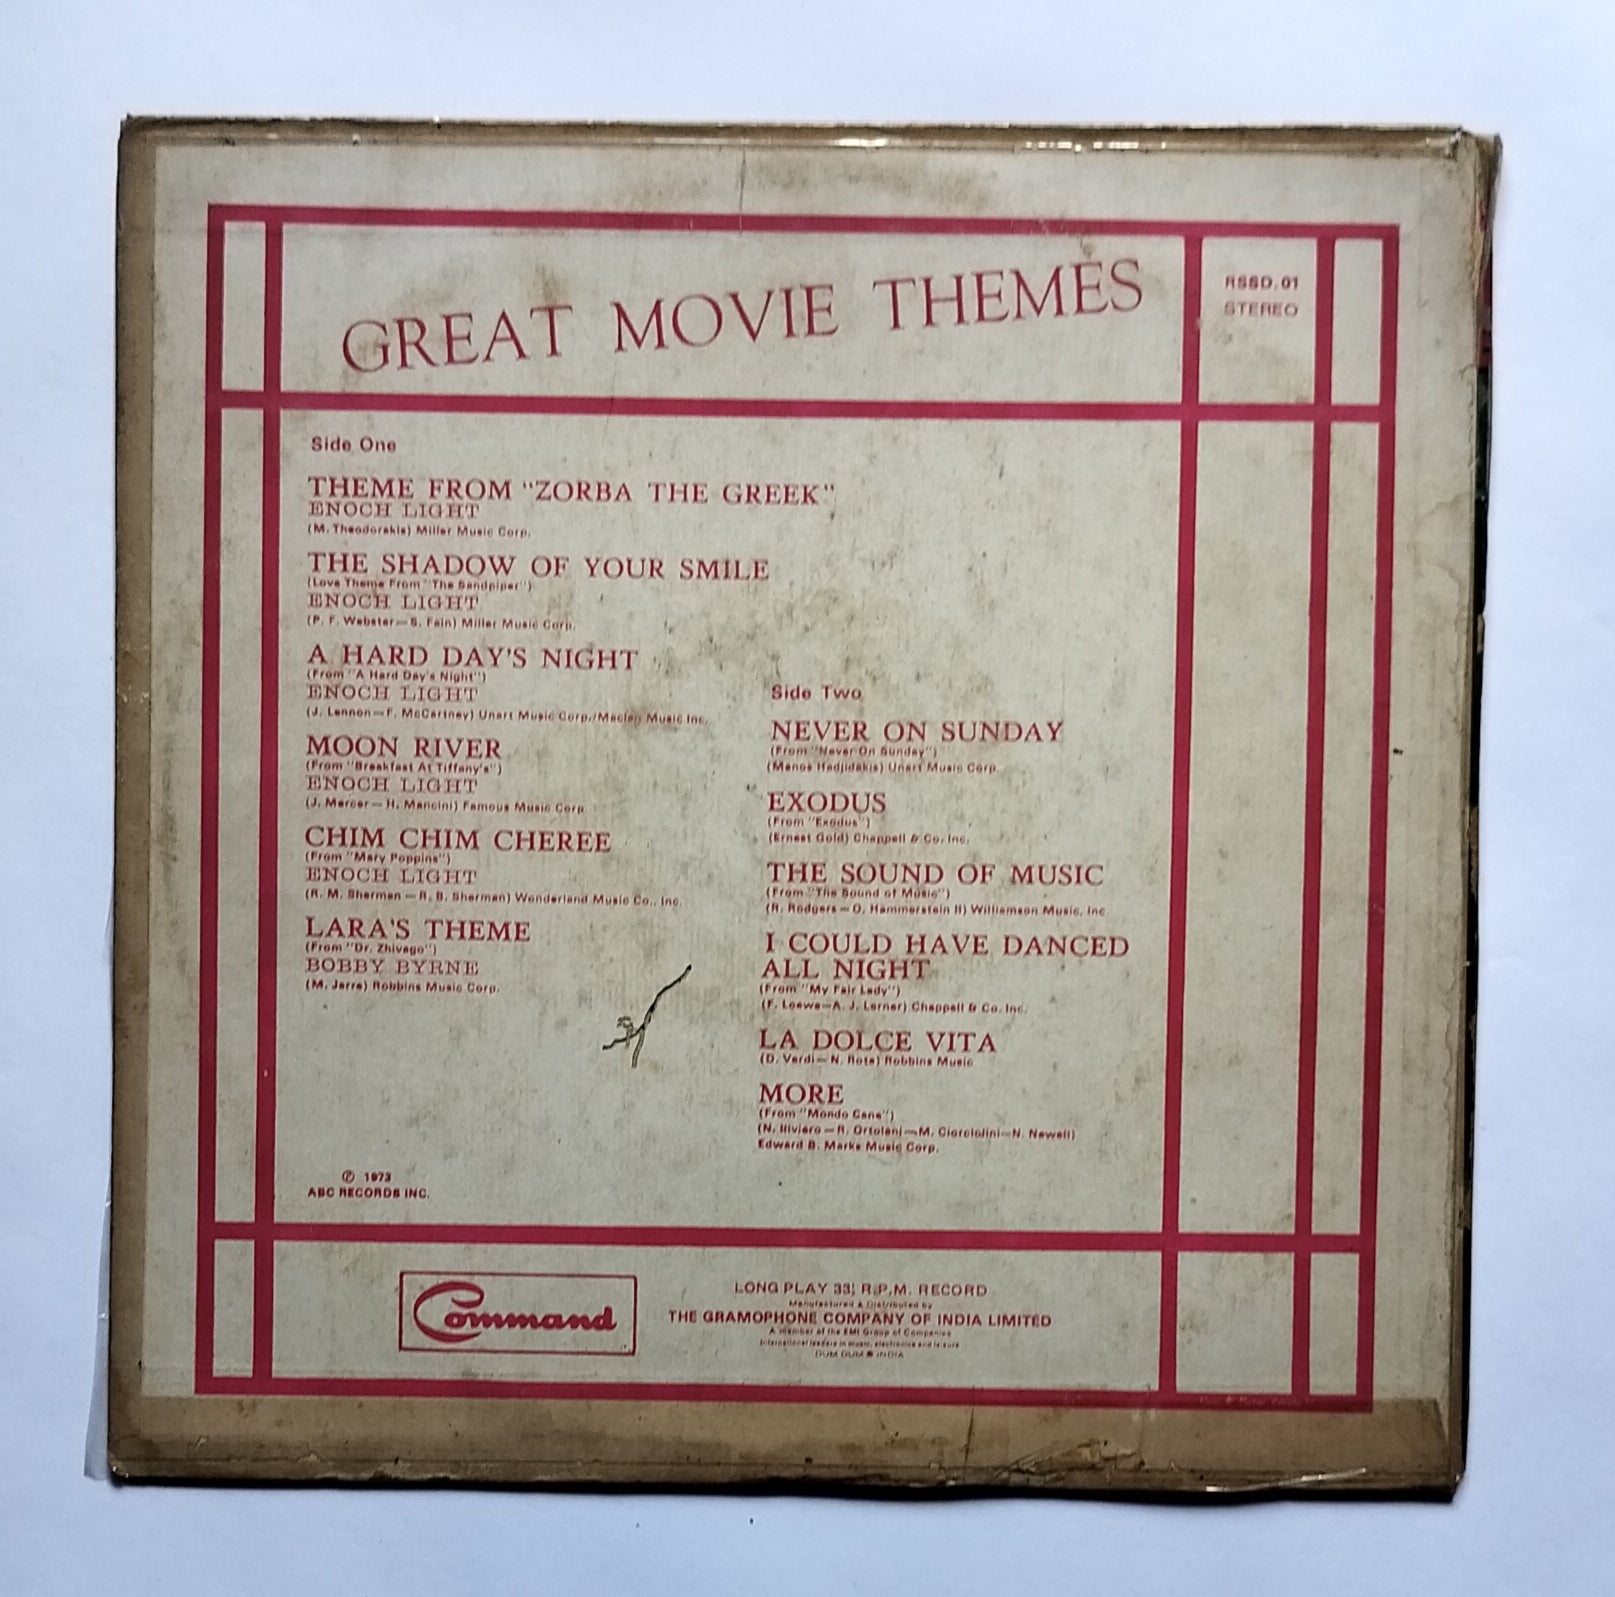 GREAT MOVIE THEMES
RSSD.01
STEREO
Side One
THEME FROM "ZORBA THE GREEK"
ENOCH LIGHT
(M. Theodorakis) Miller Music Corp.
THE SHADOW OF YOUR SMILE
(Love Theme From "The Sandpiper")
ENOCH LIGHT
(P. F. Webster—S. Fain) Miller Music Corp.
A HARD DAY'S NIGHT
(From "A Hard Day's Night")
ENOCH LIGHT
(J. Lennon—F. McCartney) Unart Music Corp./Maclen Music Inc.
MOON RIVER
(From "Breakfast At Tiffany's")
ENOCH LIGHT
(J. Mercer—H. Mancini) Famous Music Corp.
CHIM CHIM CHEREE
(From "Mary Poppins")
ENOCH LIGHT
(R. M. Sherman—R. B. Sherman) Wonderland Music Co., Inc.
LARA'S THEME
(From "Dr. Zhivago")
BOBBY BYRNE
(M. Jarre) Robbins Music Corp.
Side Two
NEVER ON SUNDAY
(From "Never On Sunday")
(Manos Hadjidakis) Unart Music Corp.
EXODUS
(From "Exodus")
(Ernest Gold) Chappell & Co. Inc.
THE SOUND OF MUSIC
(From "The Sound of Music")
(R. Rodgers—O. Hammerstein II) Williamson Music, Inc.
I COULD HAVE DANCED
ALL NIGHT
(From "My Fair Lady")
(F. Loewe—A. J. Lerner) Chappell & Co. Inc.
LA DOLCE VITA
(D. Verdi—N. Rota) Robbins Music
MORE
(From "Mondo Cane")
(N. Iliviero—R. Ortolani—M. Ciorciolini—N. Newell)
Edward B. Marks Music Corp.
℗ 1973
ABC RECORDS INC.
Command
LONG PLAY 33⅓ R.P.M. RECORD
Manufactured & Distributed by
THE GRAMOPHONE COMPANY OF INDIA LIMITED
A member of the EMI Group of Companies
International leaders in music, electronics and leisure
DUM DUM INDIA